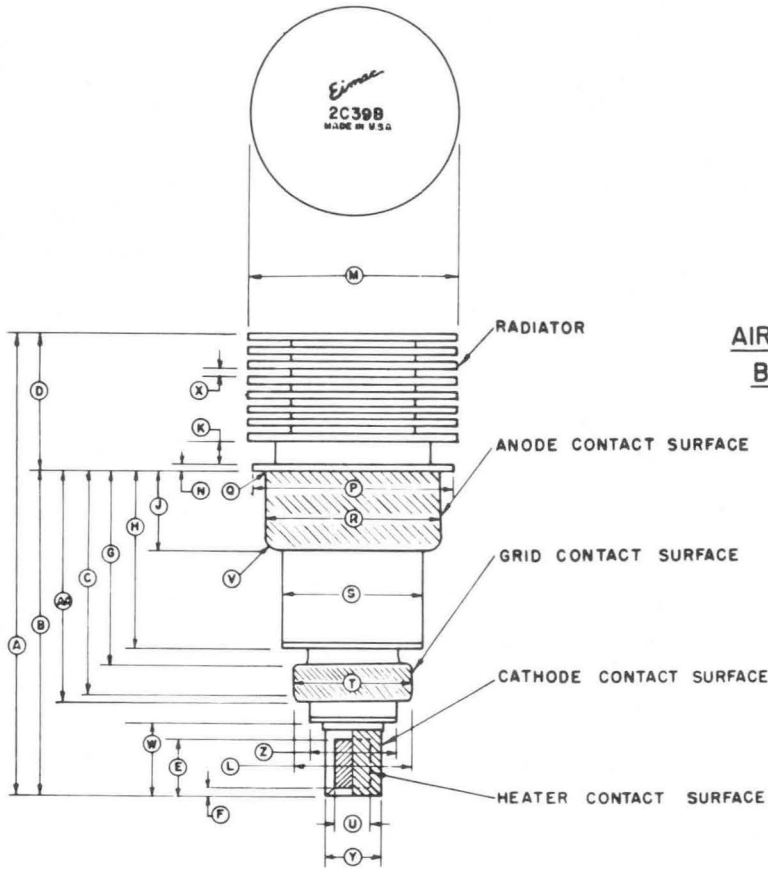 Eimac
2C39B
MADE IN U.S.A
M
RADIATOR
AIR
B
X
D
K
ANODE CONTACT SURFACE
N
Q
P
J
R
H
G
GRID CONTACT SURFACE
V
C
S
AA
B
A
T
CATHODE CONTACT SURFACE
W
Z
E
L
HEATER CONTACT SURFACE
F
U
Y